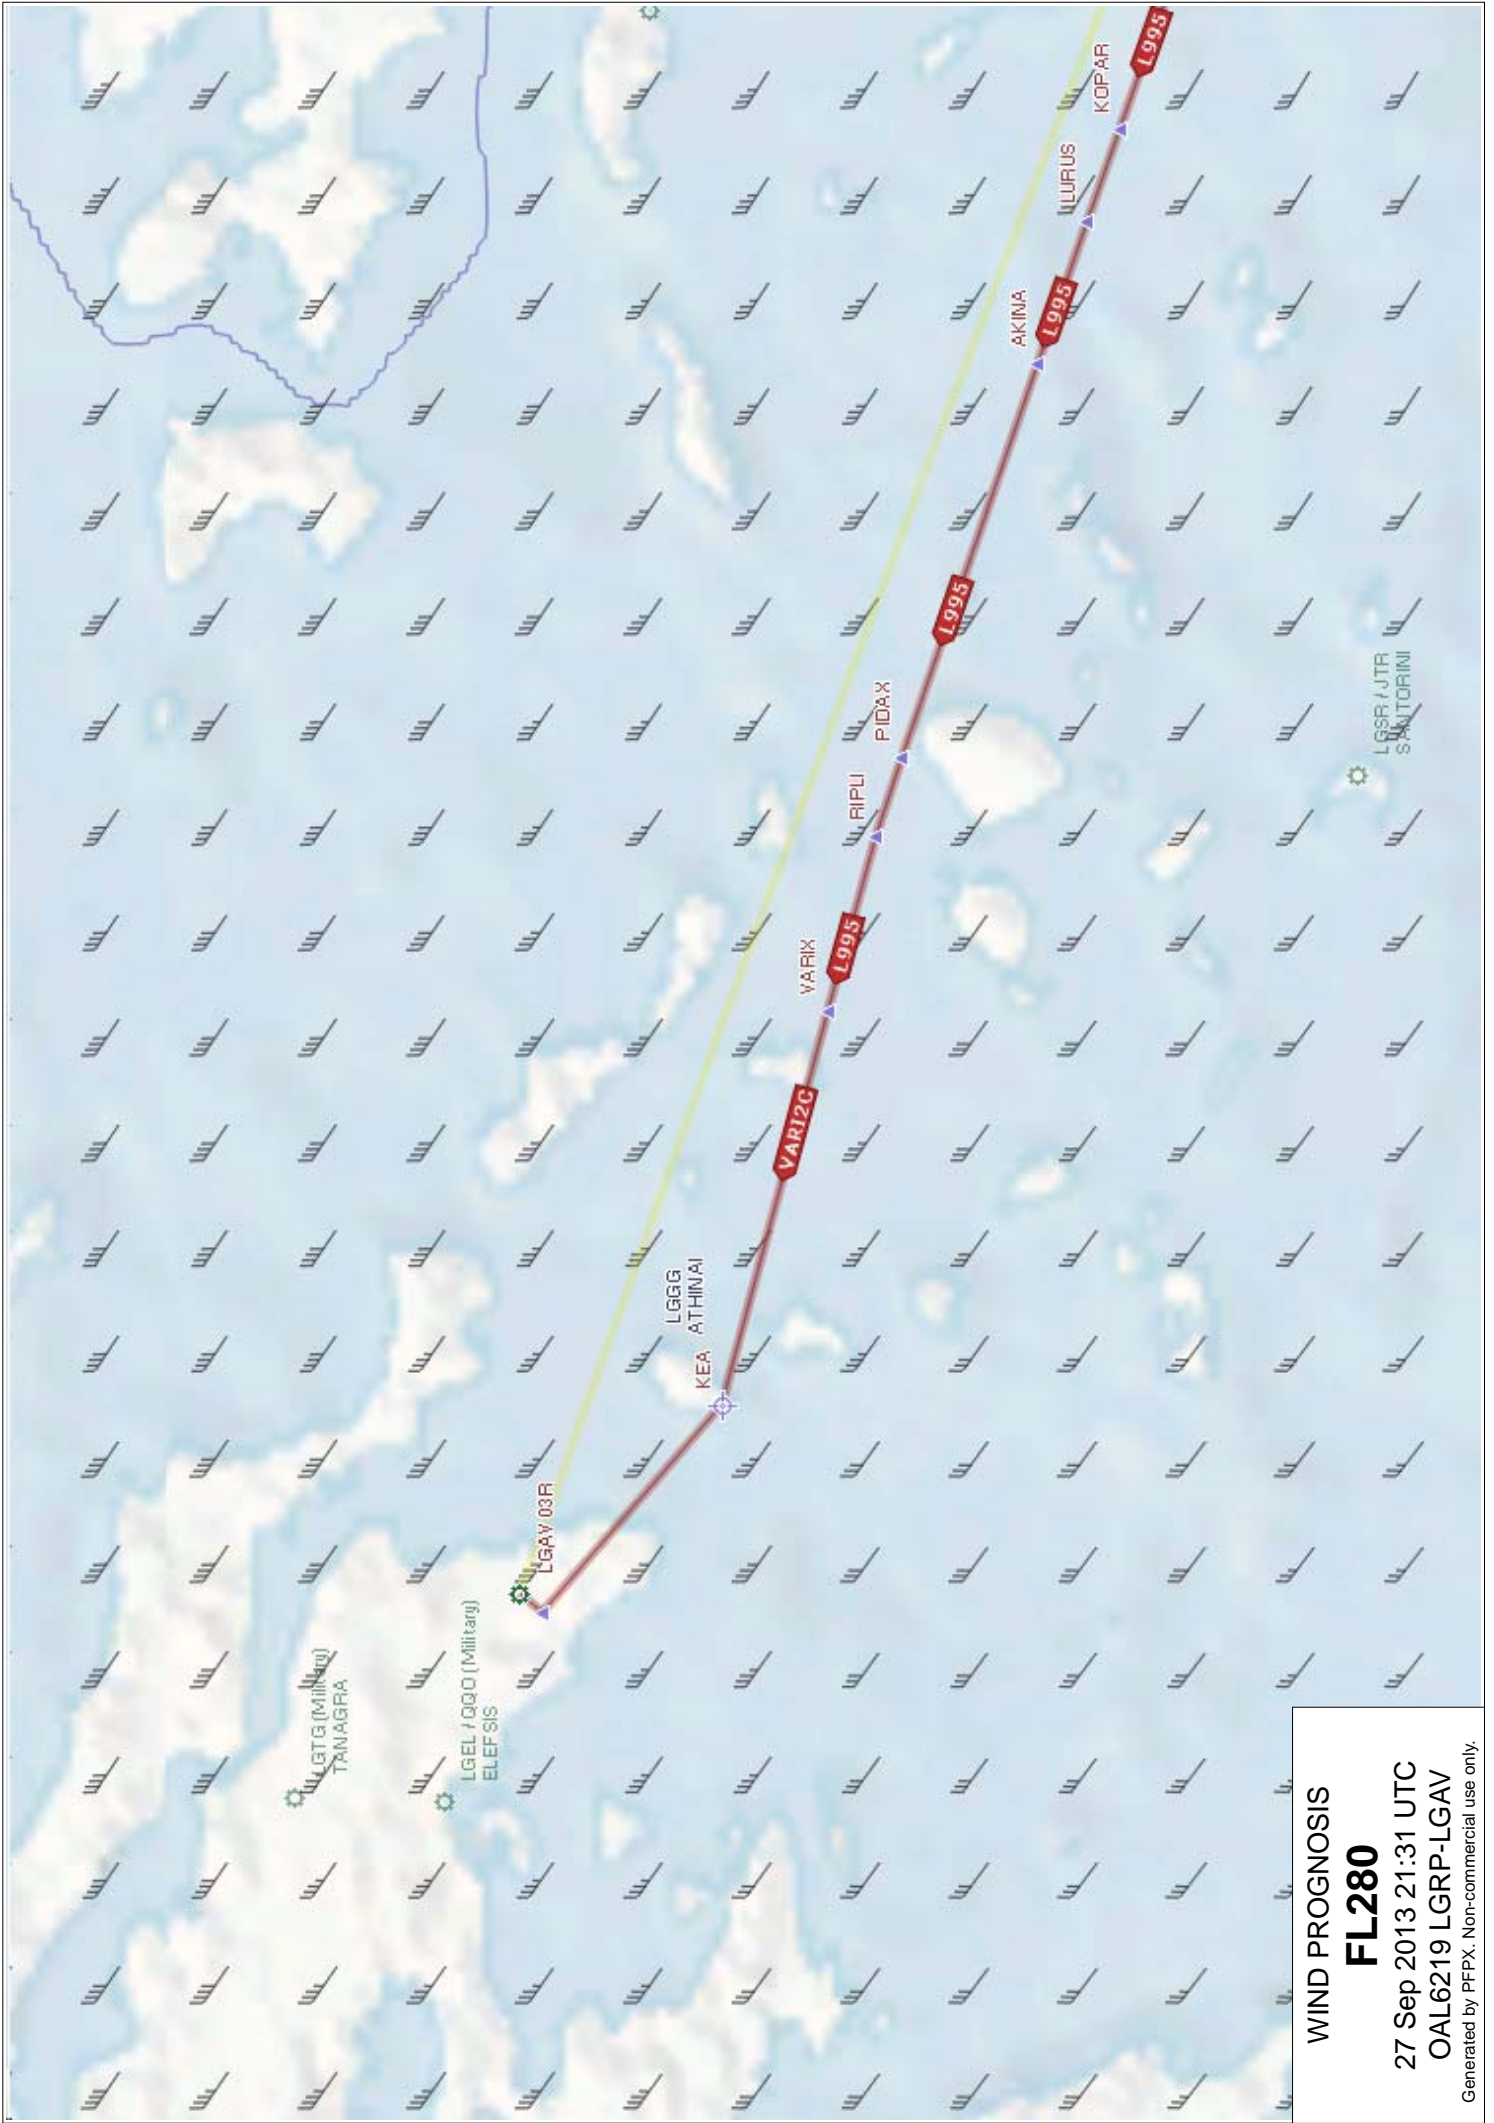 L995
KOPAR
LURUS
L995
AKINA
L995
PIDAX
RIPLI
L995
VARIX
VARI2C
LGGG
ATHINAI
KEA
LGAV 03R
LGTG (Military)
TANAGRA
LGEL / QQO (Military)
ELEFSIS
LGSR / JTR
SANTORINI
WIND PROGNOSIS
FL280
27 Sep 2013 21:31 UTC
OAL6219 LGRP-LGAV
Generated by PFPX. Non-commercial use only.